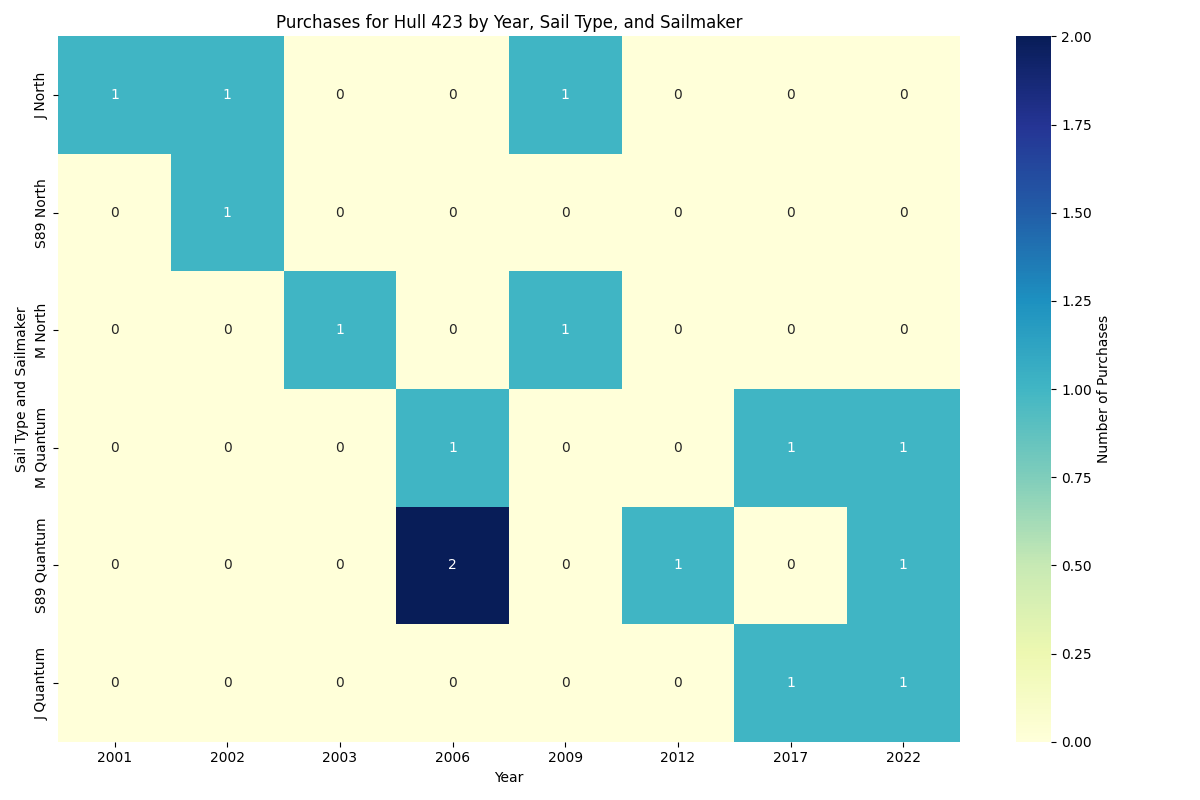 Purchases for Hull 423 by Year, Sail Type, and Sailmaker
Sail Type and Sailmaker
J North
1 1 0 0 1 0 0 0
S89 North
0 1 0 0 0 0 0 0
M North
0 0 1 0 1 0 0 0
M Quantum
0 0 0 1 0 0 1 1
S89 Quantum
0 0 0 2 0 1 0 1
J Quantum
0 0 0 0 0 0 1 1
2001 2002 2003 2006 2009 2012 2017 2022
Year
2.00
1.75
1.50
1.25
1.00
0.75
0.50
0.25
0.00
Number of Purchases